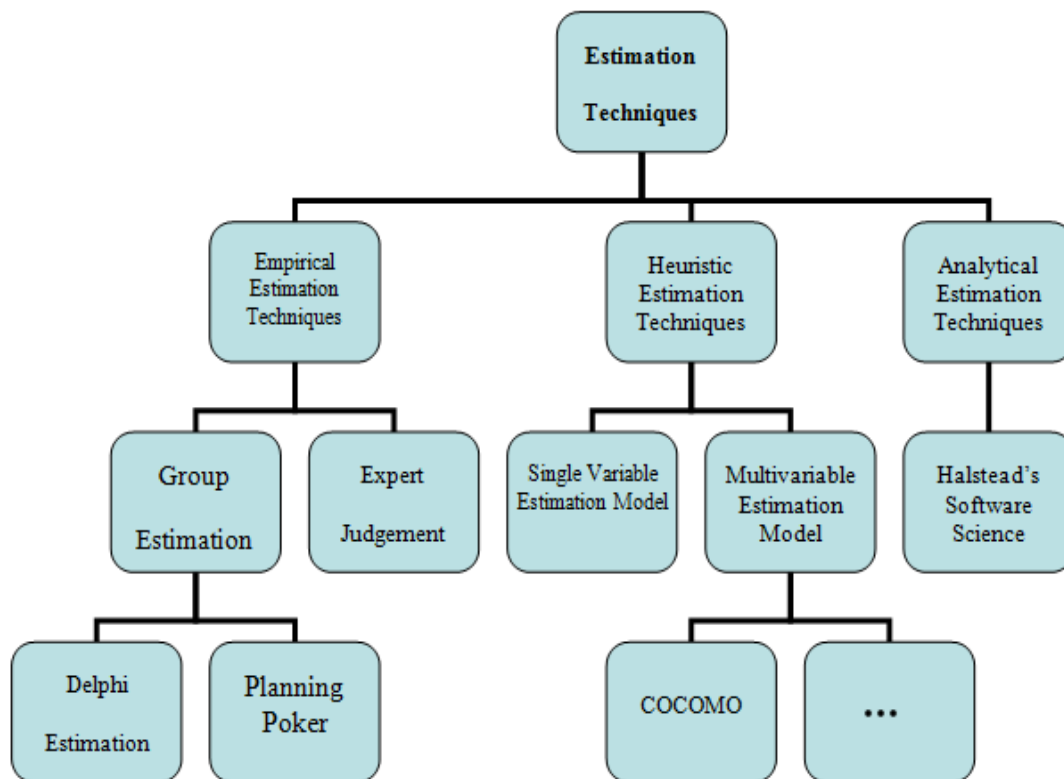 Estimation
Techniques
Empirical
Estimation
Techniques
Heuristic
Estimation
Techniques
Analytical
Estimation
Techniques
Group
Estimation
Expert
Judgement
Single Variable
Estimation Model
Multivariable
Estimation
Model
Halstead’s
Software
Science
Delphi
Estimation
Planning
Poker
COCOMO
...